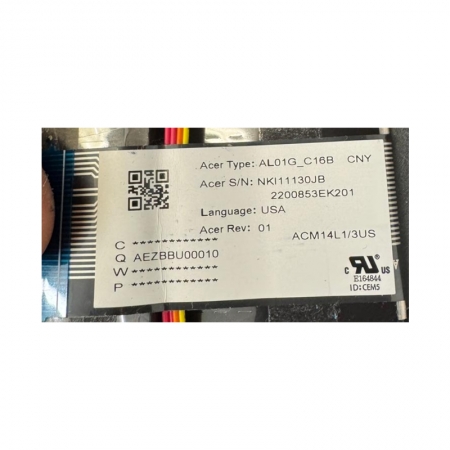 Acer Type: AL01G_C16B CNY
Acer S/N: NKI11130JB
2200853EK201
Language: USA
Acer Rev: 01
ACM14L1/3US
C ************
Q AEZBBU00010
W ************
P ************
C RU US
E164844
ID:CEM5